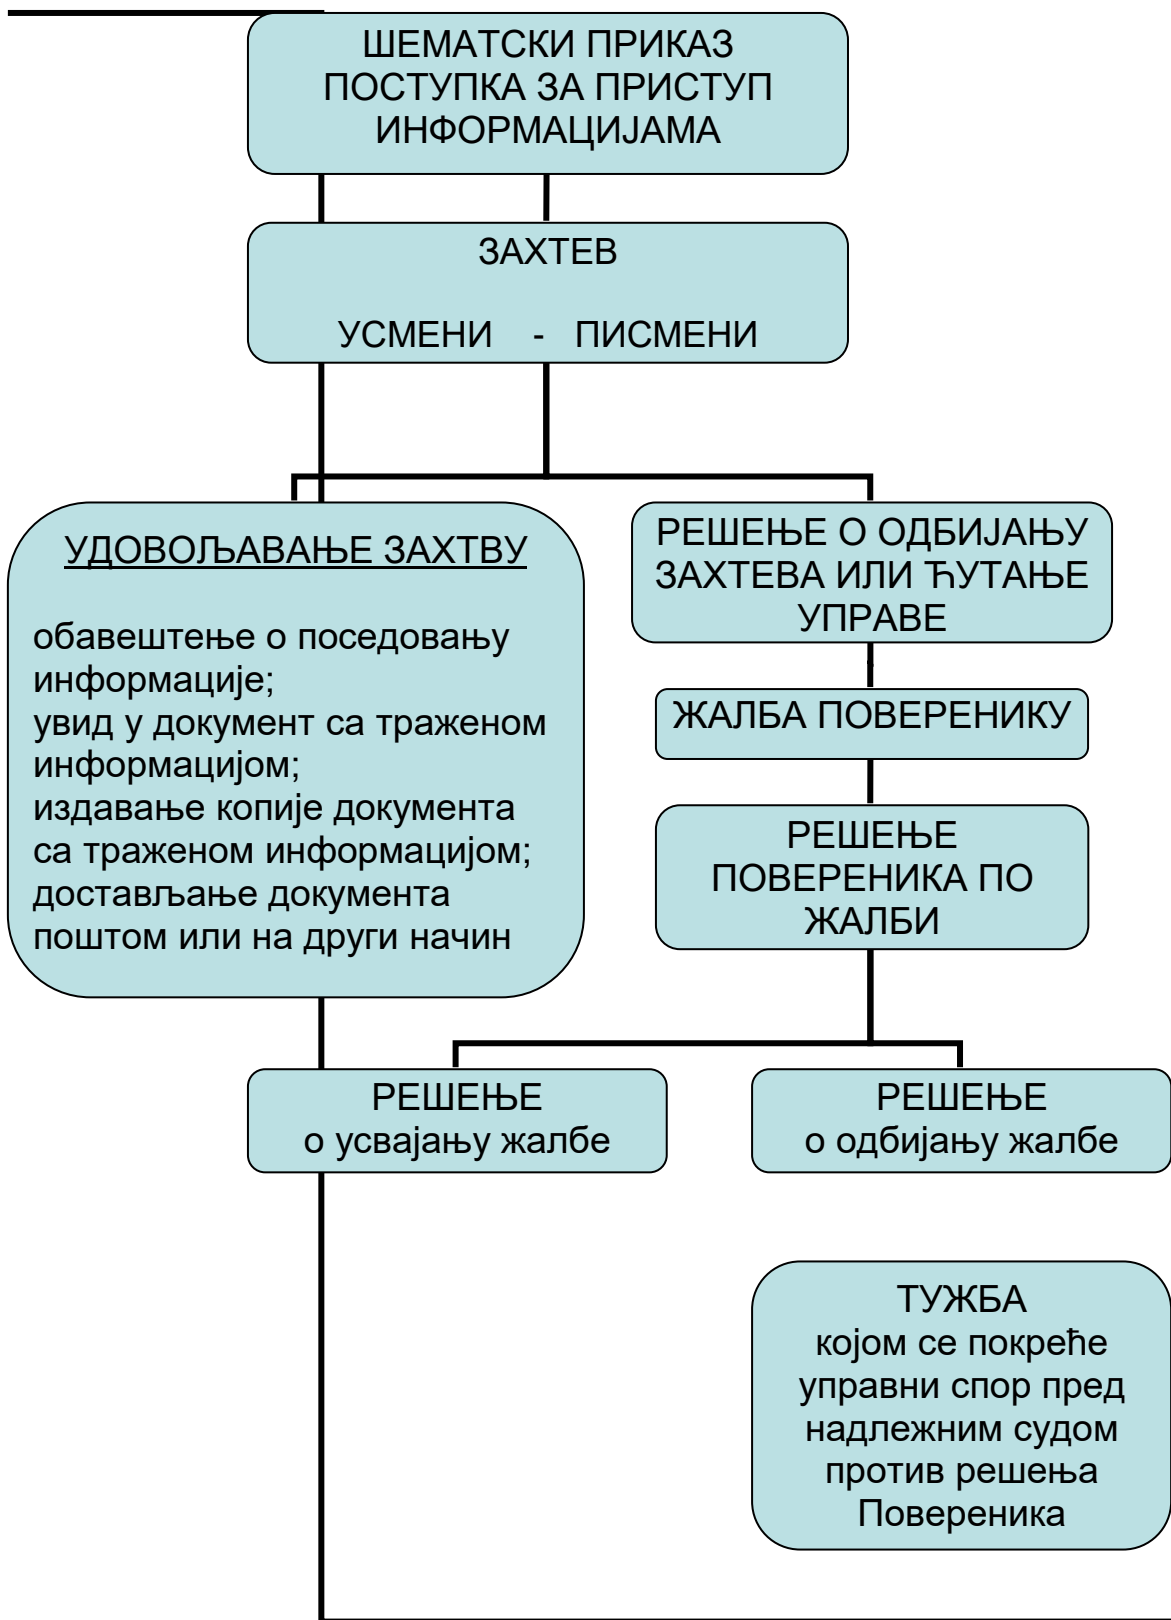 ШЕМАТСКИ ПРИКАЗ
ПОСТУПКА ЗА ПРИСТУП
ИНФОРМАЦИЈАМА
ЗАХТЕВ
УСМЕНИ - ПИСМЕНИ
УДОВОЉАВАЊЕ ЗАХТВУ
обавештење о поседовању
информације;
увид у документ са траженом
информацијом;
издавање копије документа
са траженом информацијом;
достављање документа
поштом или на други начин
РЕШЕЊЕ О ОДБИЈАЊУ
ЗАХТЕВА ИЛИ ЋУТАЊЕ
УПРАВЕ
ЖАЛБА ПОВЕРЕНИКУ
РЕШЕЊЕ
ПОВЕРЕНИКА ПО
ЖАЛБИ
РЕШЕЊЕ
о усвајању жалбе
РЕШЕЊЕ
о одбијању жалбе
ТУЖБА
којом се покреће
управни спор пред
надлежним судом
против решења
Повереника